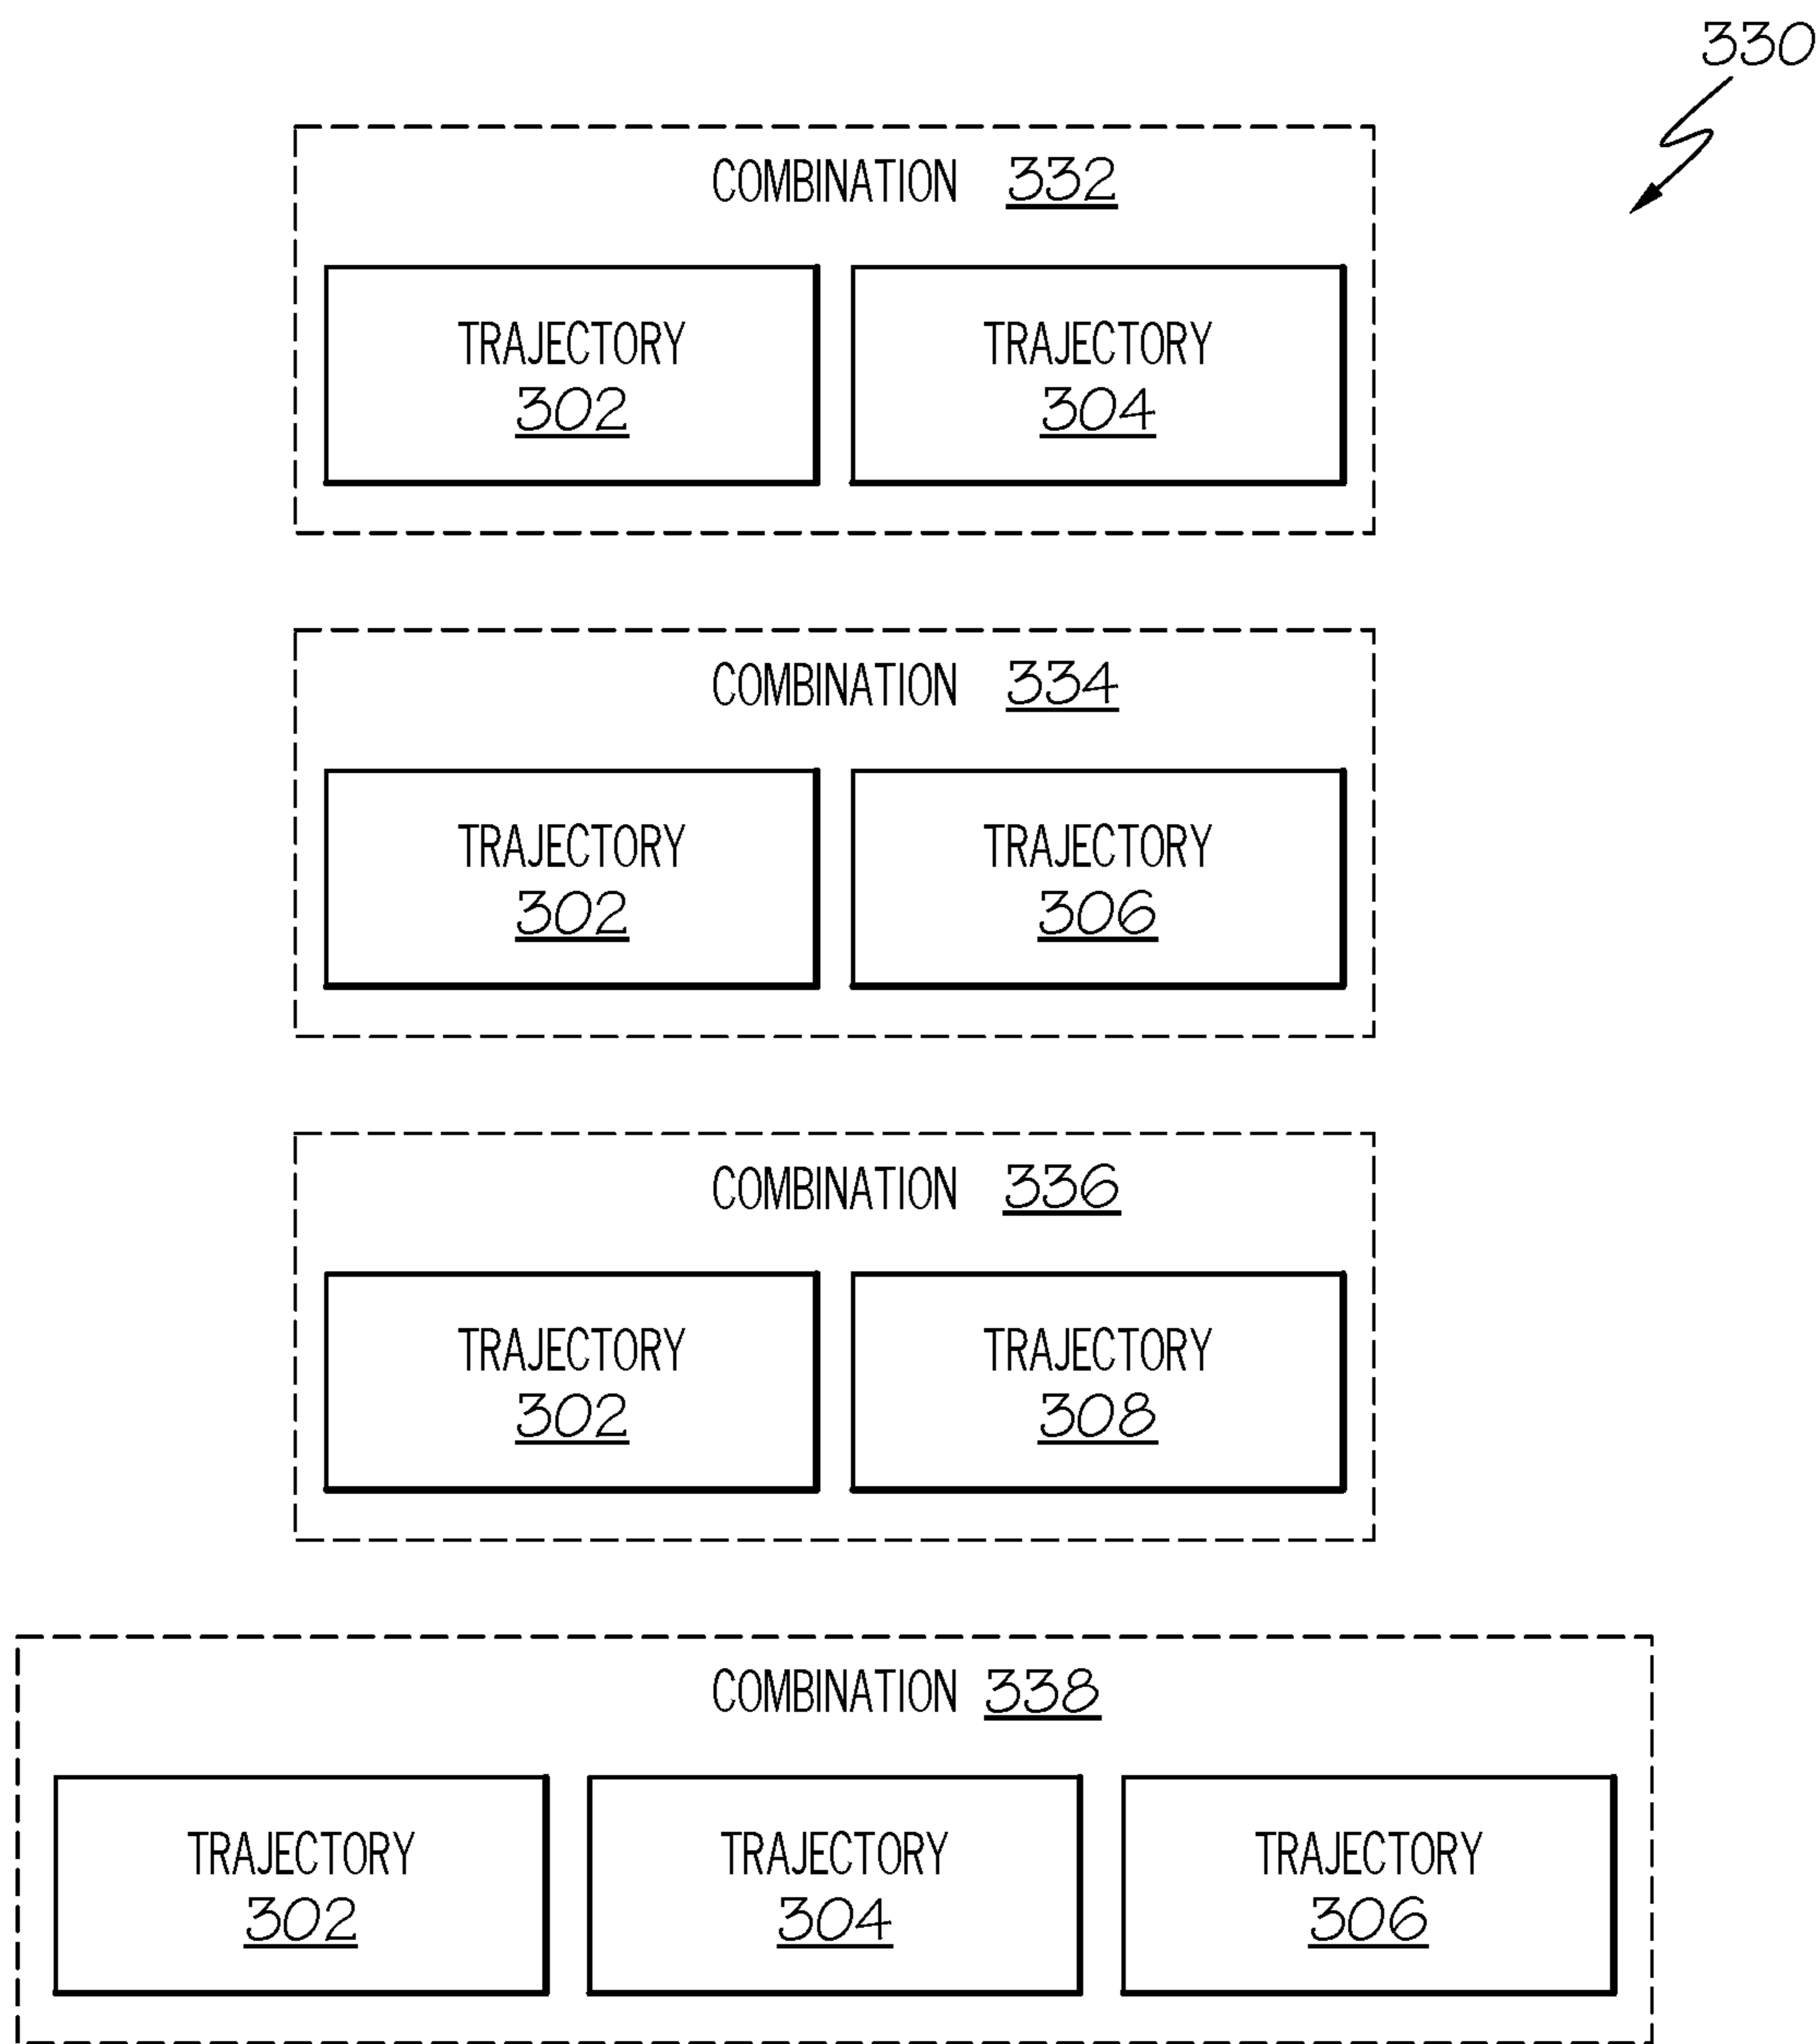 330
COMBINATION 332
TRAJECTORY TRAJECTORY
302 304
COMBINATION 334
TRAJECTORY TRAJECTORY
302 306
COMBINATION 336
TRAJECTORY TRAJECTORY
302 308
COMBINATION 338
TRAJECTORY TRAJECTORY TRAJECTORY
302 304 306